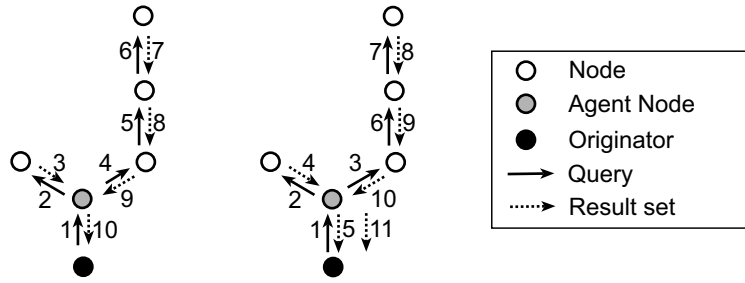 6 7
5 8
3 4
2 9
1 10
7 8
6 9
4 3
2 10
1 5 11
Node
Agent Node
Originator
Query
Result set